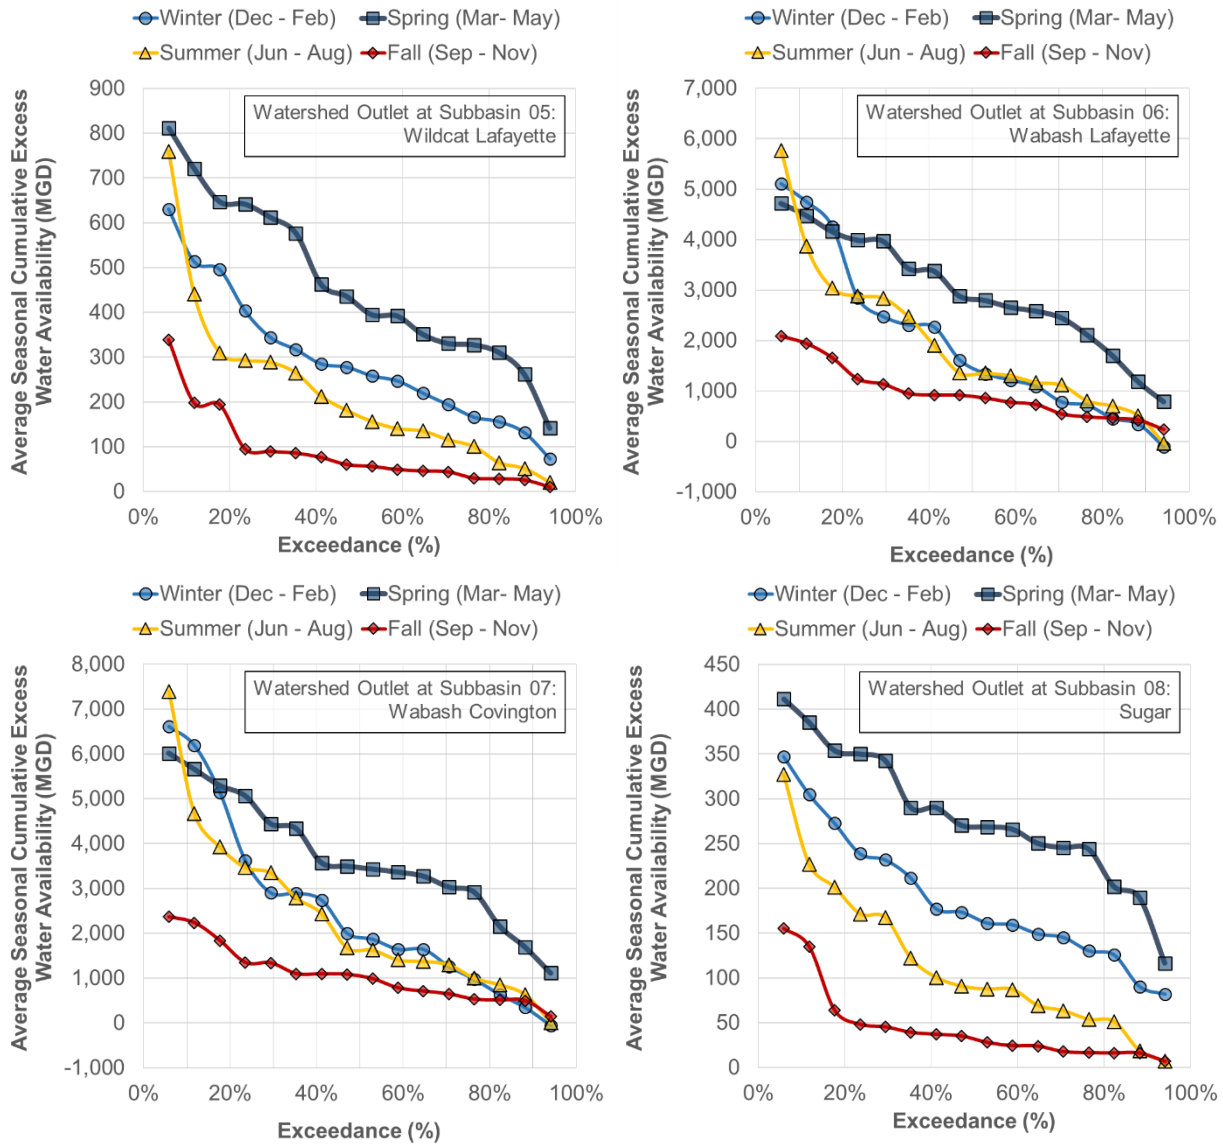 Winter (Dec - Feb) Spring (Mar- May)
Summer (Jun - Aug) Fall (Sep - Nov)
Average Seasonal Cumulative Excess
Water Availability (MGD)
900
800
700
600
500
400
300
200
100
0
Watershed Outlet at Subbasin 05:
Wildcat Lafayette
0% 20% 40% 60% 80% 100%
Exceedance (%)
Winter (Dec - Feb) Spring (Mar- May)
Summer (Jun - Aug) Fall (Sep - Nov)
Average Seasonal Cumulative Excess
Water Availability (MGD)
7,000
6,000
5,000
4,000
3,000
2,000
1,000
0
-1,000
Watershed Outlet at Subbasin 06:
Wabash Lafayette
0% 20% 40% 60% 80% 100%
Exceedance (%)
Winter (Dec - Feb) Spring (Mar- May)
Summer (Jun - Aug) Fall (Sep - Nov)
Average Seasonal Cumulative Excess
Water Availability (MGD)
8,000
7,000
6,000
5,000
4,000
3,000
2,000
1,000
0
-1,000
Watershed Outlet at Subbasin 07:
Wabash Covington
0% 20% 40% 60% 80% 100%
Exceedance (%)
Winter (Dec - Feb) Spring (Mar- May)
Summer (Jun - Aug) Fall (Sep - Nov)
Average Seasonal Cumulative Excess
Water Availability (MGD)
450
400
350
300
250
200
150
100
50
0
Watershed Outlet at Subbasin 08:
Sugar
0% 20% 40% 60% 80% 100%
Exceedance (%)